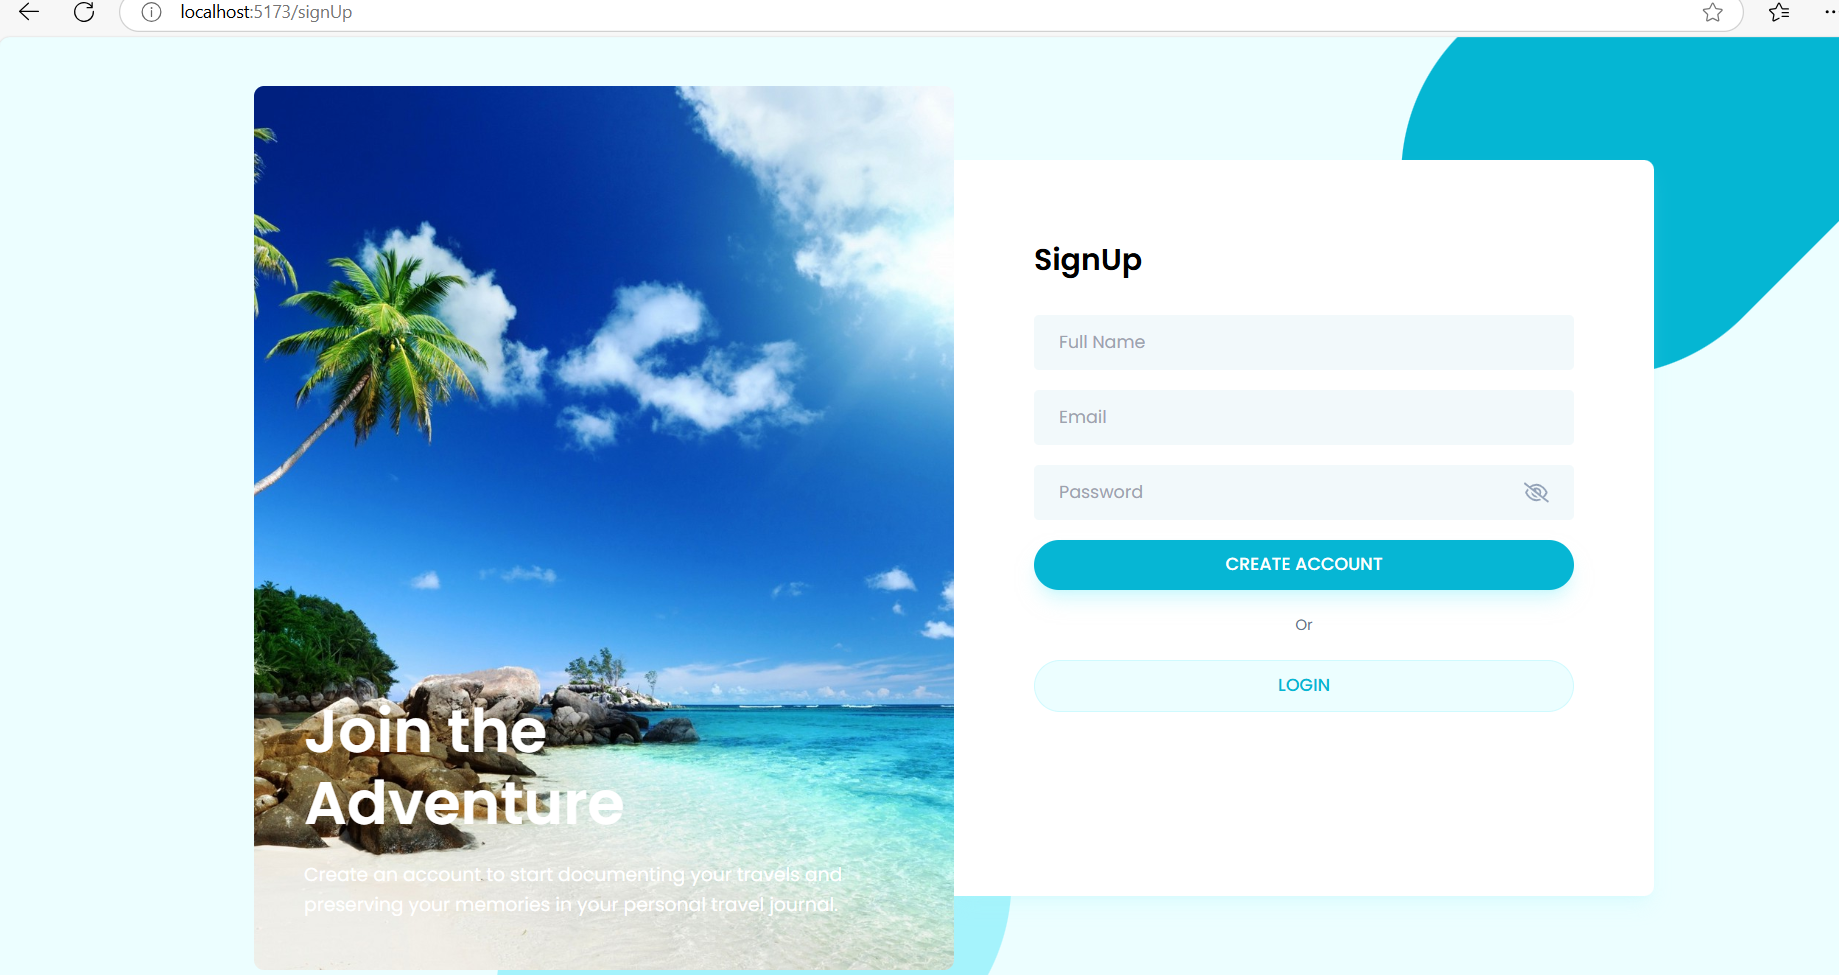 localhost:5173/signUp
Join the
Adventure
Create an account to start documenting your travels and
preserving your memories in your personal travel journal.
SignUp
Full Name
Email
Password
CREATE ACCOUNT
Or
LOGIN